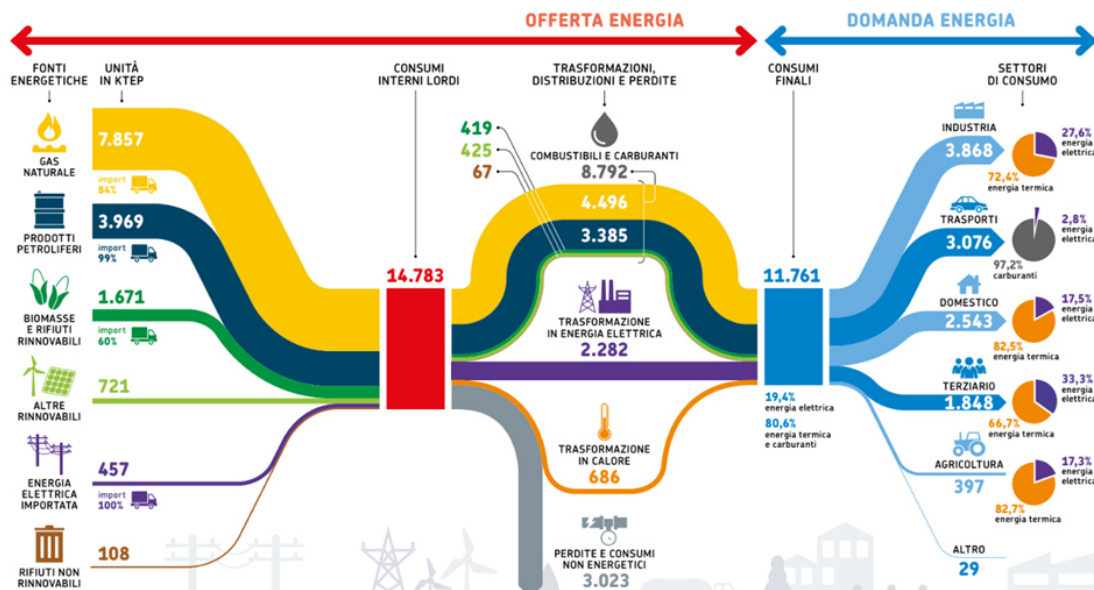 OFFERTA ENERGIA
DOMANDA ENERGIA
FONTI
ENERGETICHE
UNITÀ
IN KTEP
CONSUMI
INTERNI LORDI
TRASFORMAZIONI,
DISTRIBUZIONI E PERDITE
CONSUMI
FINALI
SETTORI
DI CONSUMO
GAS
NATURALE
7.857
import
84%
PRODOTTI
PETROLIFERI
3.969
import
99%
BIOMASSE
E RIFIUTI
RINNOVABILI
1.671
import
60%
ALTRE
RINNOVABILI
721
ENERGIA
ELETTRICA
IMPORTATA
457
import
100%
RIFIUTI NON
RINNOVABILI
108
14.783
419
425
67
COMBUSTIBILI E CARBURANTI
8.792
4.496
3.385
TRASFORMAZIONE
IN ENERGIA ELETTRICA
2.282
TRASFORMAZIONE
IN CALORE
686
PERDITE E CONSUMI
NON ENERGETICI
3.023
11.761
19,4%
energia elettrica
80,6%
energia termica
e carburanti
INDUSTRIA
3.868
27,6%
energia
elettrica
72,4%
energia termica
TRASPORTI
3.076
2,8%
energia
elettrica
97,2%
carburanti
DOMESTICO
2.543
17,5%
energia
elettrica
82,5%
energia termica
TERZIARIO
1.848
33,3%
energia
elettrica
66,7%
energia termica
AGRICOLTURA
397
17,3%
energia
elettrica
82,7%
energia termica
ALTRO
29